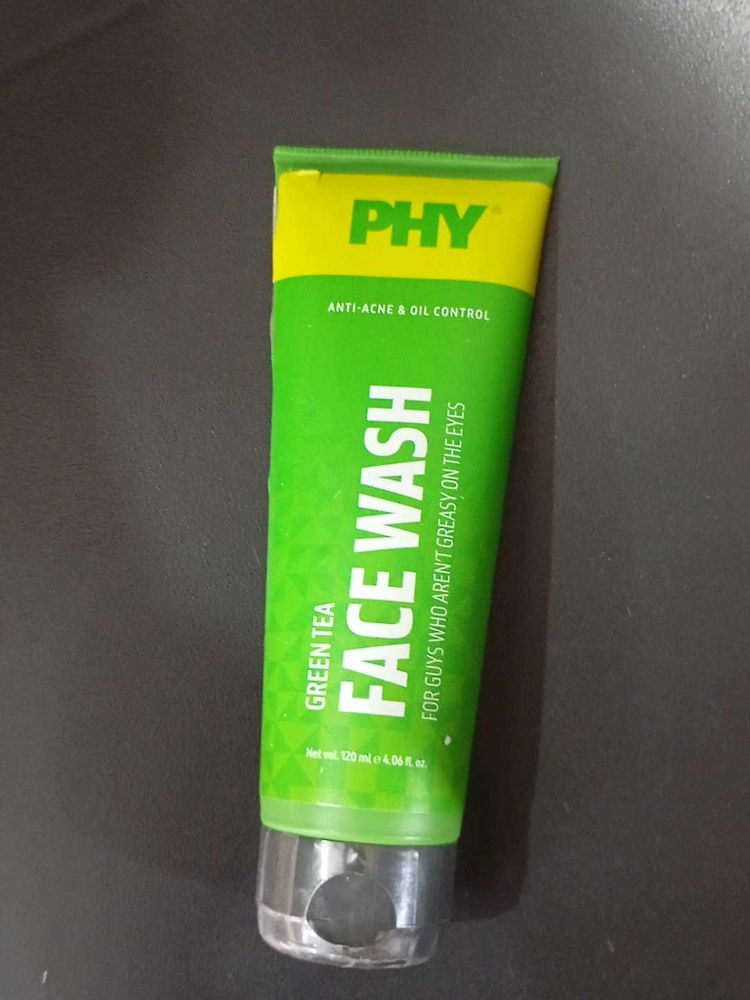 PHY®
ANTI-ACNE & OIL CONTROL
GREEN TEA
FACE WASH
FOR GUYS WHO AREN'T GREASY ON THE EYES
Net vol. 120 ml e 4.06 fl. oz.